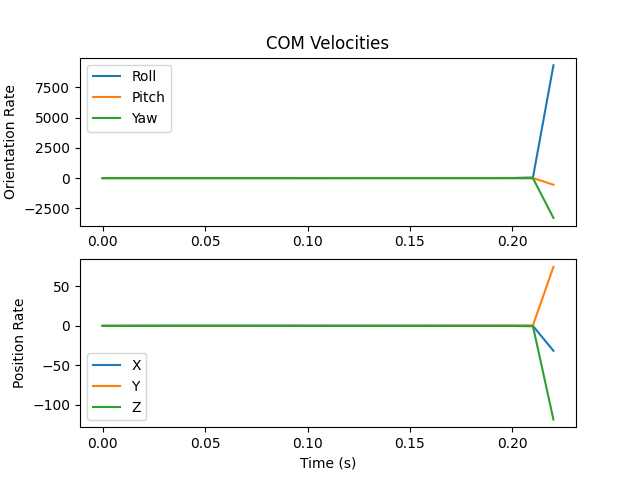 COM Velocities
Orientation Rate
7500
5000
2500
0
−2500
Roll
Pitch
Yaw
0.00 0.05 0.10 0.15 0.20
Position Rate
50
0
−50
−100
X
Y
Z
0.00 0.05 0.10 0.15 0.20
Time (s)